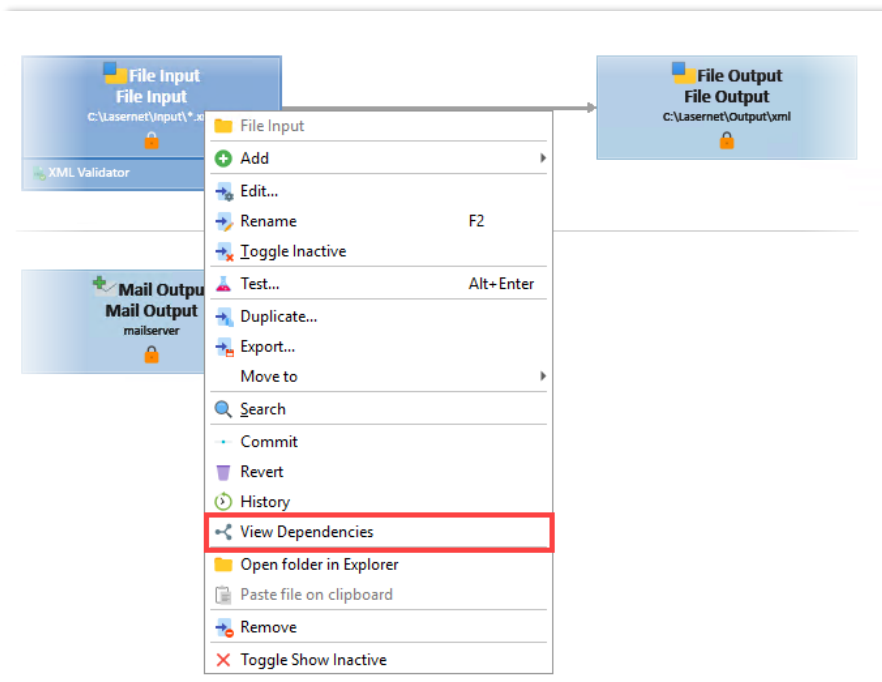 File Input
File Input
C:\Lasernet\Input\*.x
XML Validator
File Output
File Output
C:\Lasernet\Output\xml
Mail Outpu
Mail Output
mailserver
File Input
Add
Edit...
Rename F2
Toggle Inactive
Test... Alt+Enter
Duplicate...
Export...
Move to
Search
Commit
Revert
History
View Dependencies
Open folder in Explorer
Paste file on clipboard
Remove
Toggle Show Inactive